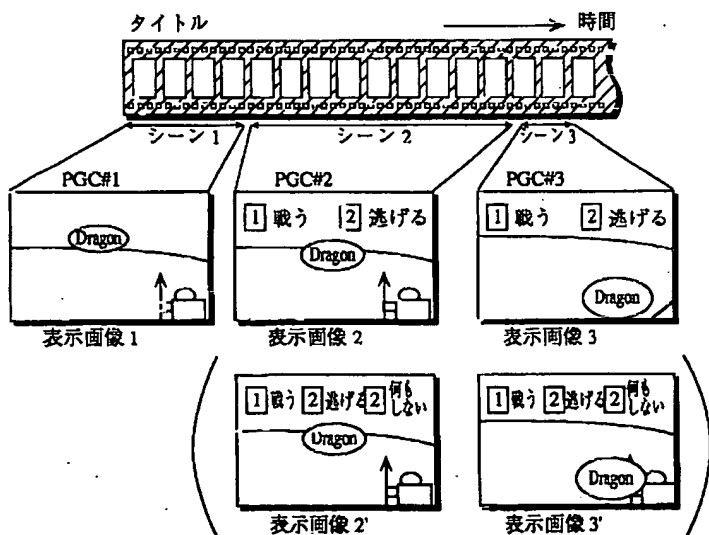 タイトル
時間
シーン 1
シーン 2
シーン 3
PGC#1
PGC#2
PGC#3
Dragon
1 戦う 2 逃げる
Dragon
1 戦う 2 逃げる
Dragon
表示画像 1
表示画像 2
表示画像 3
1 戦う 2 逃げる 2 何も
しない
Dragon
1 戦う 2 逃げる 2 何も
しない
Dragon
表示画像 2'
表示画像 3'